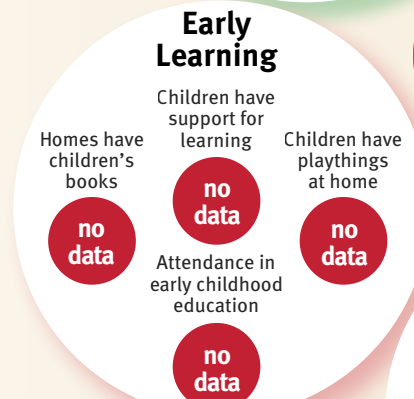 Early
Learning
Children have
support for
learning
no
data
Homes have
children's
books
no
data
Children have
playthings
at home
no
data
Attendance in
early childhood
education
no
data